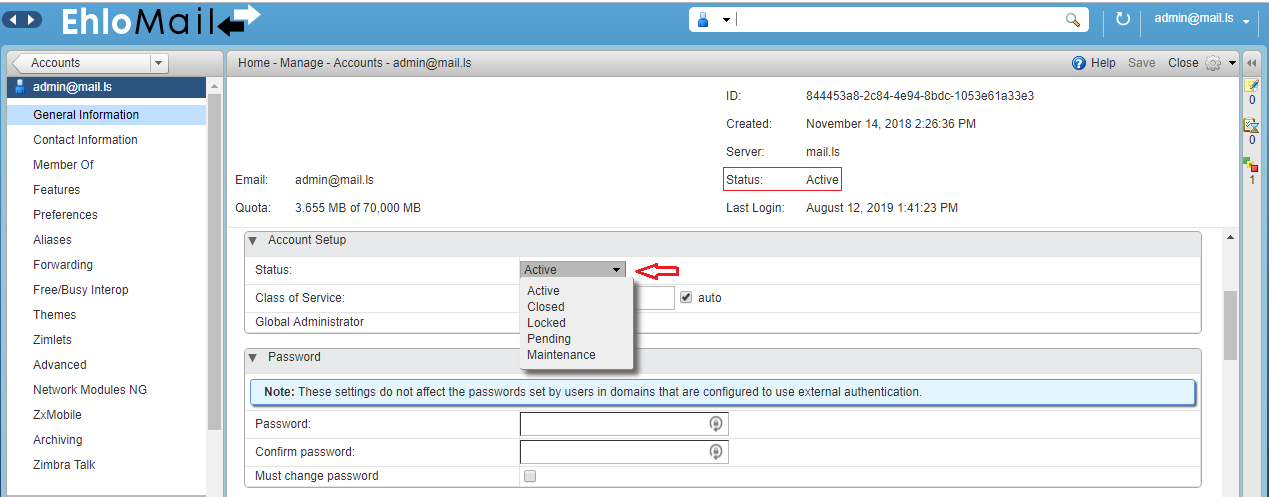 EhloMail
admin@mail.ls
Accounts
Home - Manage - Accounts - admin@mail.ls
Help
Save
Close
admin@mail.ls
General Information
Contact Information
Member Of
Features
Preferences
Aliases
Forwarding
Free/Busy Interop
Themes
Zimlets
Advanced
Network Modules NG
ZxMobile
Archiving
Zimbra Talk
ID: 844453a8-2c84-4e94-8bdc-1053e61a33e3
Created: November 14, 2018 2:26:36 PM
Server: mail.ls
Email: admin@mail.ls
Status: Active
Quota: 3.655 MB of 70,000 MB
Last Login: August 12, 2019 1:41:23 PM
Account Setup
Status: Active
Active
Closed
Locked
Pending
Maintenance
Class of Service:
auto
Global Administrator
Password
Note: These settings do not affect the passwords set by users in domains that are configured to use external authentication.
Password:
Confirm password:
Must change password
0
0
1